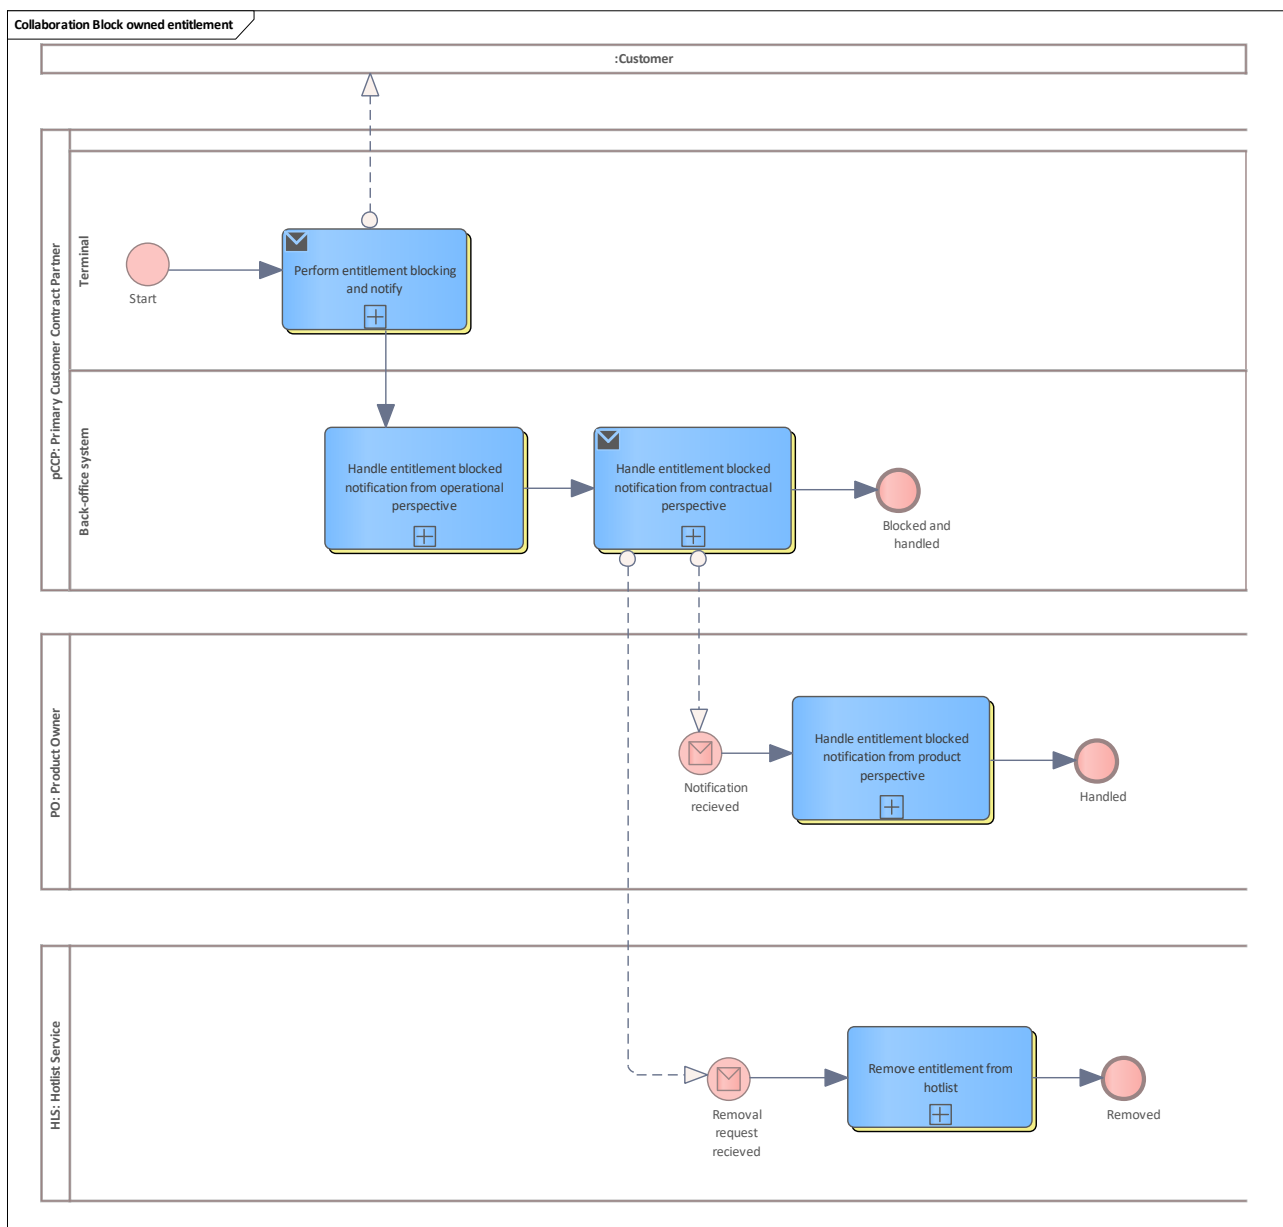 Collaboration Block owned entitlement
:Customer
pCCP: Primary Customer Contract Partner
Terminal
Start
Perform entitlement blocking
and notify
Back-office system
Handle entitlement blocked
notification from operational
perspective
Handle entitlement blocked
notification from contractual
perspective
Blocked and
handled
PO: Product Owner
Notification
recieved
Handle entitlement blocked
notification from product
perspective
Handled
HLS: Hotlist Service
Removal
request
recieved
Remove entitlement from
hotlist
Removed